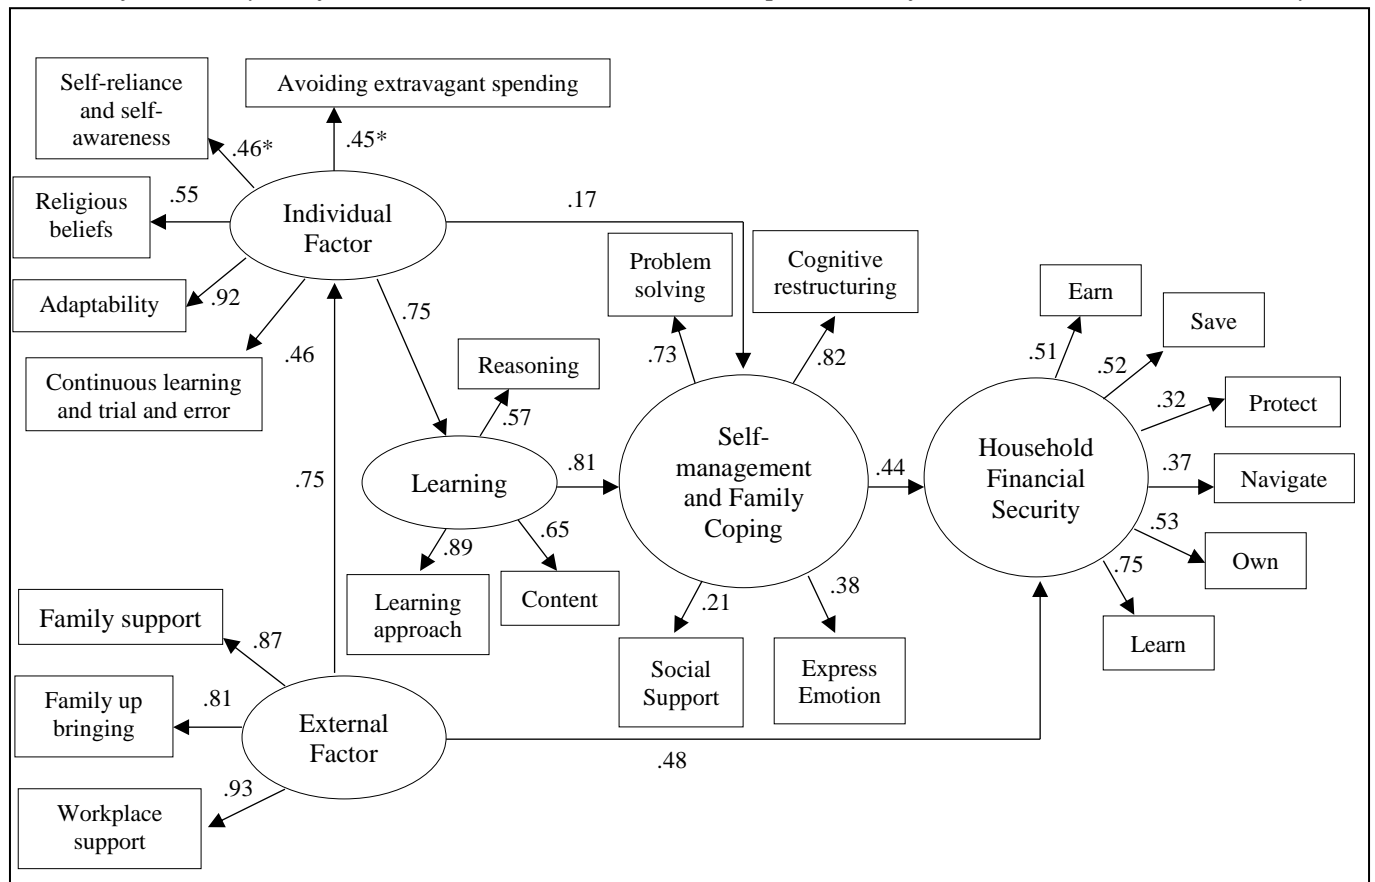 Self-reliance
and self-
awareness
Avoiding extravagant spending
.46*
.45*
Religious
beliefs
.55
Individual
Factor
.17
Adaptability
.92
.46
.75
Continuous learning
and trial and error
Problem
solving
Cognitive
restructuring
.73
.82
Earn
Save
.51
.52
Protect
.32
Navigate
.37
Own
.53
Learn
.75
Reasoning
.57
Learning
.81
Self-
management
and Family
Coping
.44
Household
Financial
Security
.75
.89
.65
Learning
approach
Content
.21
.38
Social
Support
Express
Emotion
Family support
.87
Family up
bringing
.81
External
Factor
.48
Workplace
support
.93